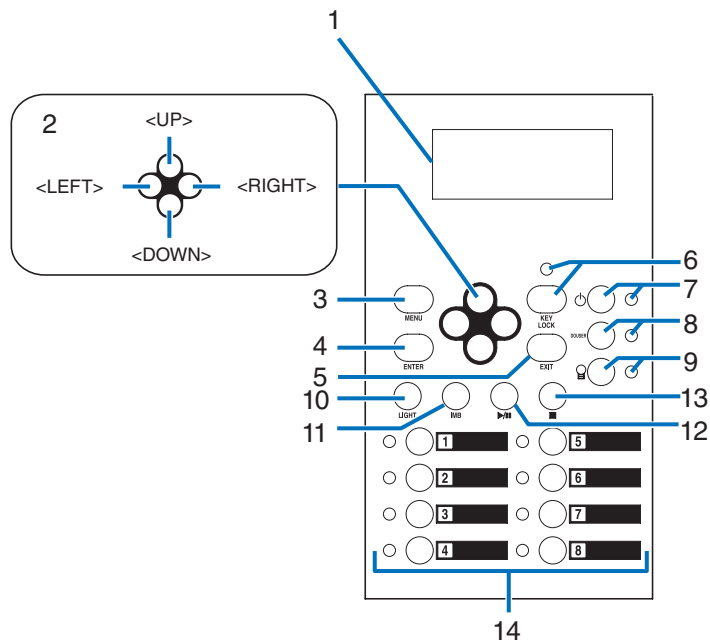 1
2
<UP>
<LEFT>
<RIGHT>
<DOWN>
6
7
3
MENU
KEY
LOCK
8
DOUSER
4
ENTER
EXIT
9
5
10
LIGHT
IMB
13
11
12
1
5
2
6
3
7
4
8
14